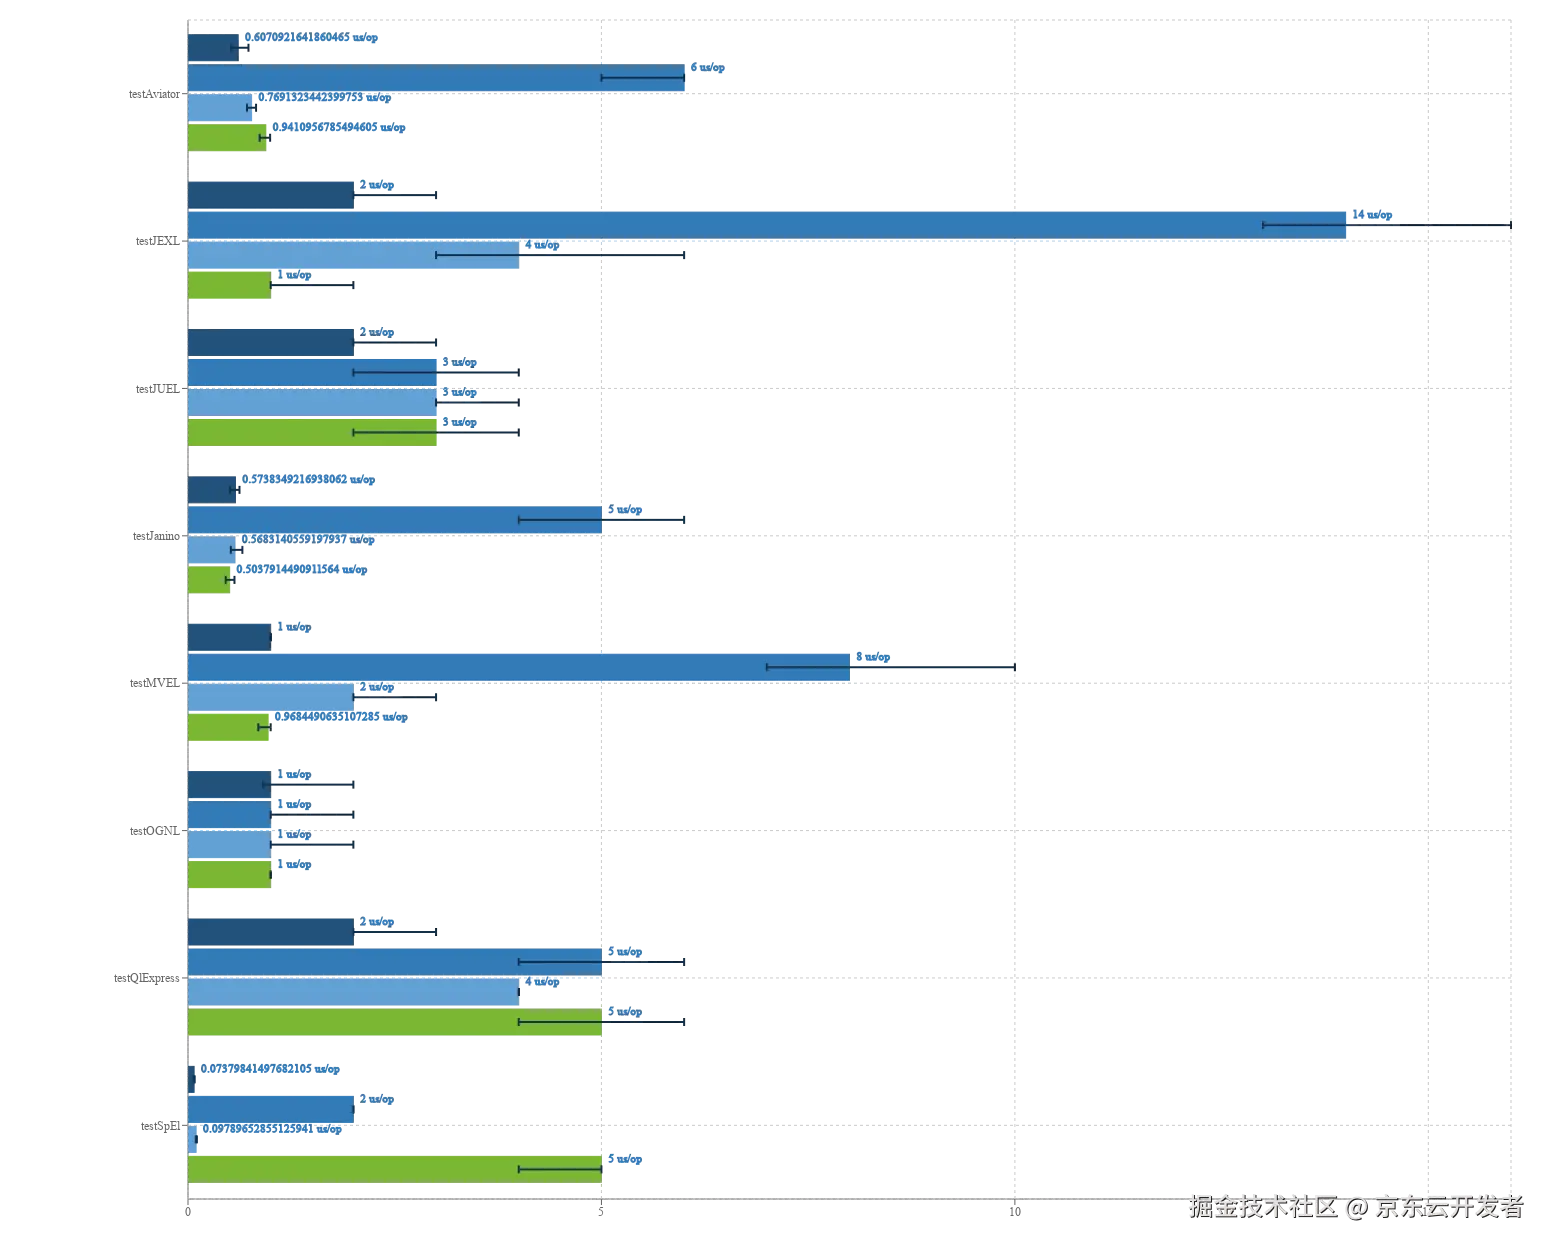 0.6070921641860465 us/op
6 us/op
testAviator
0.7691323442399753 us/op
0.9410956785494605 us/op
2 us/op
14 us/op
testJEXL
4 us/op
1 us/op
2 us/op
3 us/op
testJUEL
3 us/op
3 us/op
0.5738349216938062 us/op
5 us/op
testJanino
0.5683140559197937 us/op
0.5037914490911564 us/op
1 us/op
8 us/op
testMVEL
2 us/op
0.9684490635107285 us/op
1 us/op
1 us/op
testOGNL
1 us/op
1 us/op
2 us/op
5 us/op
testQlExpress
4 us/op
5 us/op
0.07379841497682105 us/op
2 us/op
testSpEl
0.09789652855125941 us/op
5 us/op
0 5 10
掘金技术社区 @ 京东云开发者